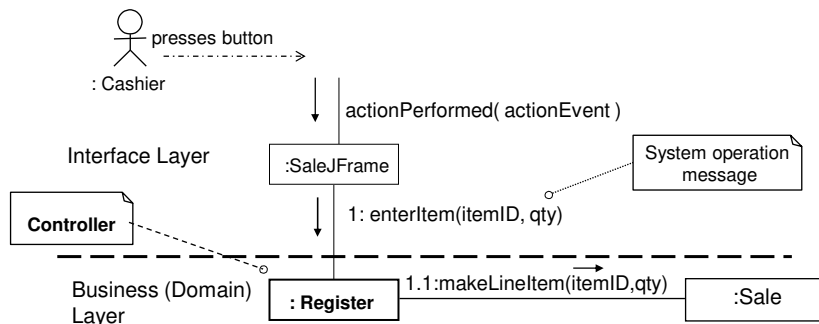 presses button
: Cashier
actionPerformed( actionEvent )
Interface Layer
:SaleJFrame
System operation
message
1: enterItem(itemID, qty)
Controller
Business (Domain)
Layer
: Register
1.1:makeLineItem(itemID,qty)
:Sale